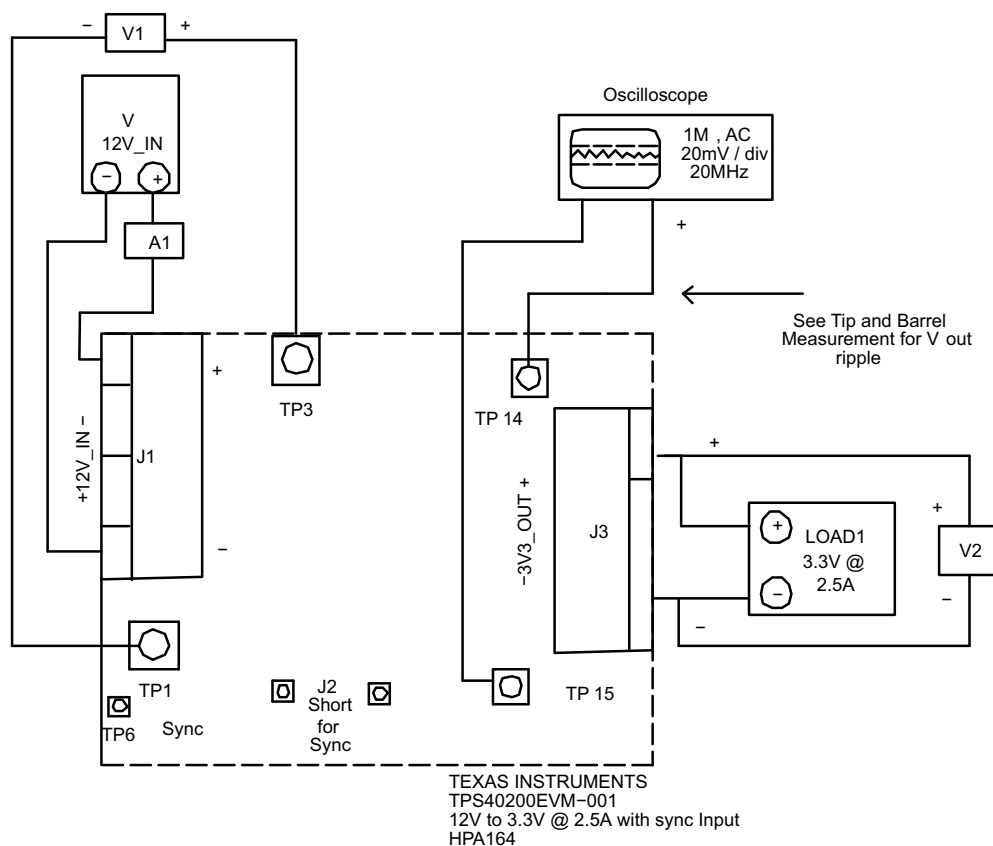 − V1 +
V
12V_IN
− +
A1
Oscilloscope
1M , AC
20mV / div
20MHz
+
See Tip and Barrel
Measurement for V out
ripple
+
TP3
TP 14
+12V_IN −
J1
−
−3V3_OUT +
J3
+
+
LOAD1
3.3V @
2.5A
−
+
V2
−
−
TP1
TP6
Sync
J2
Short
for
Sync
TP 15
TEXAS INSTRUMENTS
TPS40200EVM−001
12V to 3.3V @ 2.5A with sync Input
HPA164